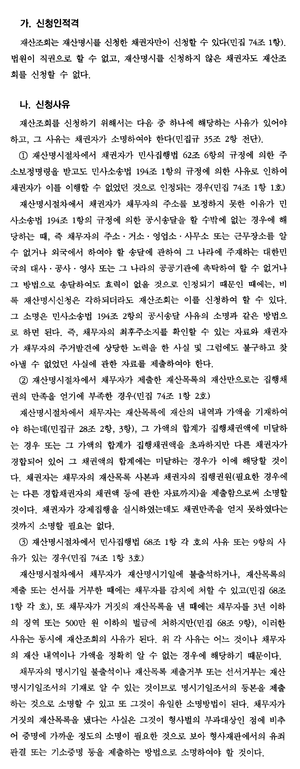 가. 신청인적격
재산조회는 재산명시를 신청한 채권자만이 신청할 수 있다(민집 74조 1항).
법원이 직권으로 할 수 없고, 재산명시를 신청하지 않은 채권자도 재산조
회를 신청할 수 없다.
나. 신청사유
재산조회를 신청하기 위해서는 다음 중 하나에 해당하는 사유가 있어야
하고, 그 사유는 채권자가 소명하여야 한다(민집규 35조 2항 전단).
① 재산명시절차에서 채권자가 민사집행법 62조 6항의 규정에 의한 주
소보정명령을 받고도 민사소송법 194조 1항의 규정에 의한 사유로 인하여
채권자가 이를 이행할 수 없었던 것으로 인정되는 경우(민집 74조 1항 1호)
재산명시절차에서 채권자가 채무자의 주소를 보정하지 못한 이유가 민
사소송법 194조 1항의 규정에 의한 공시송달을 할 수밖에 없는 경우에 해
당하는 때, 즉 채무자의 주소·거소·영업소·사무소 또는 근무장소를 알
수 없거나 외국에서 하여야 할 송달에 관하여 그 나라에 주재하는 대한민
국의 대사·공사·영사 또는 그 나라의 공공기관에 촉탁하여 할 수 없거나
그 방법으로 송달하여도 효력이 없을 것으로 인정되기 때문인 때에는, 비
록 재산명시신청은 각하되더라도 재산조회는 이를 신청하여 할 수 있다.
그 소명은 민사소송법 194조 2항의 공시송달 사유의 소명과 같은 방법으
로 하면 된다. 즉, 채무자의 최후주소지를 확인할 수 있는 자료와 채권자
가 채무자의 주거발견에 상당한 노력을 한 사실 및 그럼에도 불구하고 찾
아낼 수 없었던 사실에 관한 자료를 제출하여야 한다.
② 재산명시절차에서 채무자가 제출한 재산목록의 재산만으로는 집행채
권의 만족을 얻기에 부족한 경우(민집 74조 1항 2호)
재산명시절차에서 채무자는 재산목록에 재산의 내역과 가액을 기재하여
야 하는데(민집규 28조 2항, 3항), 그 가액의 합계가 집행채권액에 미달하
는 경우 또는 그 가액의 합계가 집행채권액을 초과하지만 다른 채권자가
경합되어 있어 그 채권액의 합계에는 미달하는 경우가 이에 해당할 것이
다. 채권자는 채무자의 재산목록 사본과 채권자의 집행권원(필요한 경우에
는 다른 경합채권자의 채권액 등에 관한 자료까지)을 제출함으로써 소명할
것이다. 채권자가 강제집행을 실시하였는데도 채권만족을 얻지 못하였다는
것까지 소명할 필요는 없다.
③ 재산명시절차에서 민사집행법 68조 1항 각 호의 사유 또는 9항의 사
유가 있는 경우(민집 74조 1항 3호)
재산명시절차에서 채무자가 재산명시기일에 불출석하거나, 재산목록의
제출 또는 선서를 거부한 때에는 채무자를 감치에 처할 수 있고(민집 68조
1항 각 호), 또 채무자가 거짓의 재산목록을 낸 때에는 채무자를 3년 이하
의 징역 또는 500만 원 이하의 벌금에 처하지만(민집 68조 9항), 이러한
사유는 동시에 재산조회의 사유가 된다. 위 각 사유는 어느 것이나 채무자
의 재산 내역이나 가액을 정확히 알 수 없는 경우에 해당하기 때문이다.
채무자의 명시기일 불출석이나 재산목록 제출거부 또는 선서거부는 재산
명시기일조서의 기재로 알 수 있는 것이므로 명시기일조서의 등본을 제출
하는 것으로 소명할 수 있고 또 그것이 유일한 소명방법이 된다. 채무자가
거짓의 재산목록을 냈다는 사실은 그것이 형사벌의 부과대상인 점에 비추
어 증명에 가까운 정도의 소명이 필요한 것으로 보아 형사재판에서의 유죄
판결 또는 기소증명 등을 제출하는 방법으로 소명하여야 할 것이다.